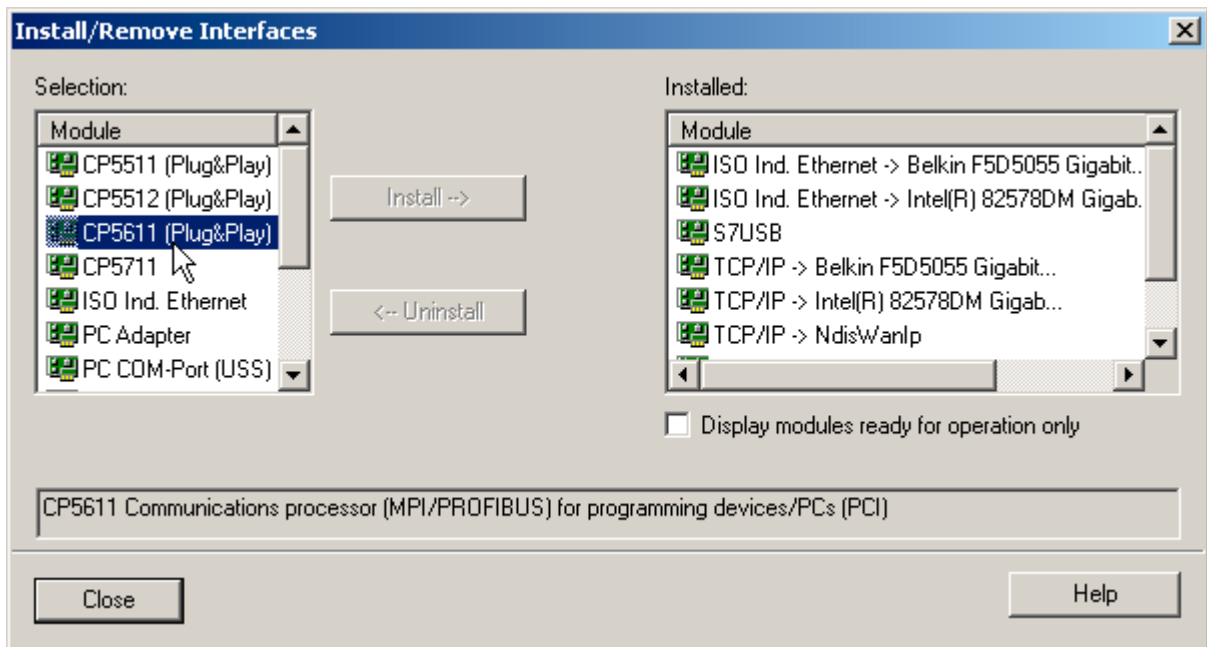 Install/Remove Interfaces
Selection:
Module
CP5511 (Plug&Play)
CP5512 (Plug&Play)
CP5611 (Plug&Play)
CP5711
ISO Ind. Ethernet
PC Adapter
PC COM-Port (USS)
Install -->
<-- Uninstall
Installed:
Module
ISO Ind. Ethernet -> Belkin F5D5055 Gigabit..
ISO Ind. Ethernet -> Intel(R) 82578DM Gigab.
S7USB
TCP/IP -> Belkin F5D5055 Gigabit...
TCP/IP -> Intel(R) 82578DM Gigab...
TCP/IP -> NdisWanIp
Display modules ready for operation only
CP5611 Communications processor (MPI/PROFIBUS) for programming devices/PCs (PCI)
Close
Help